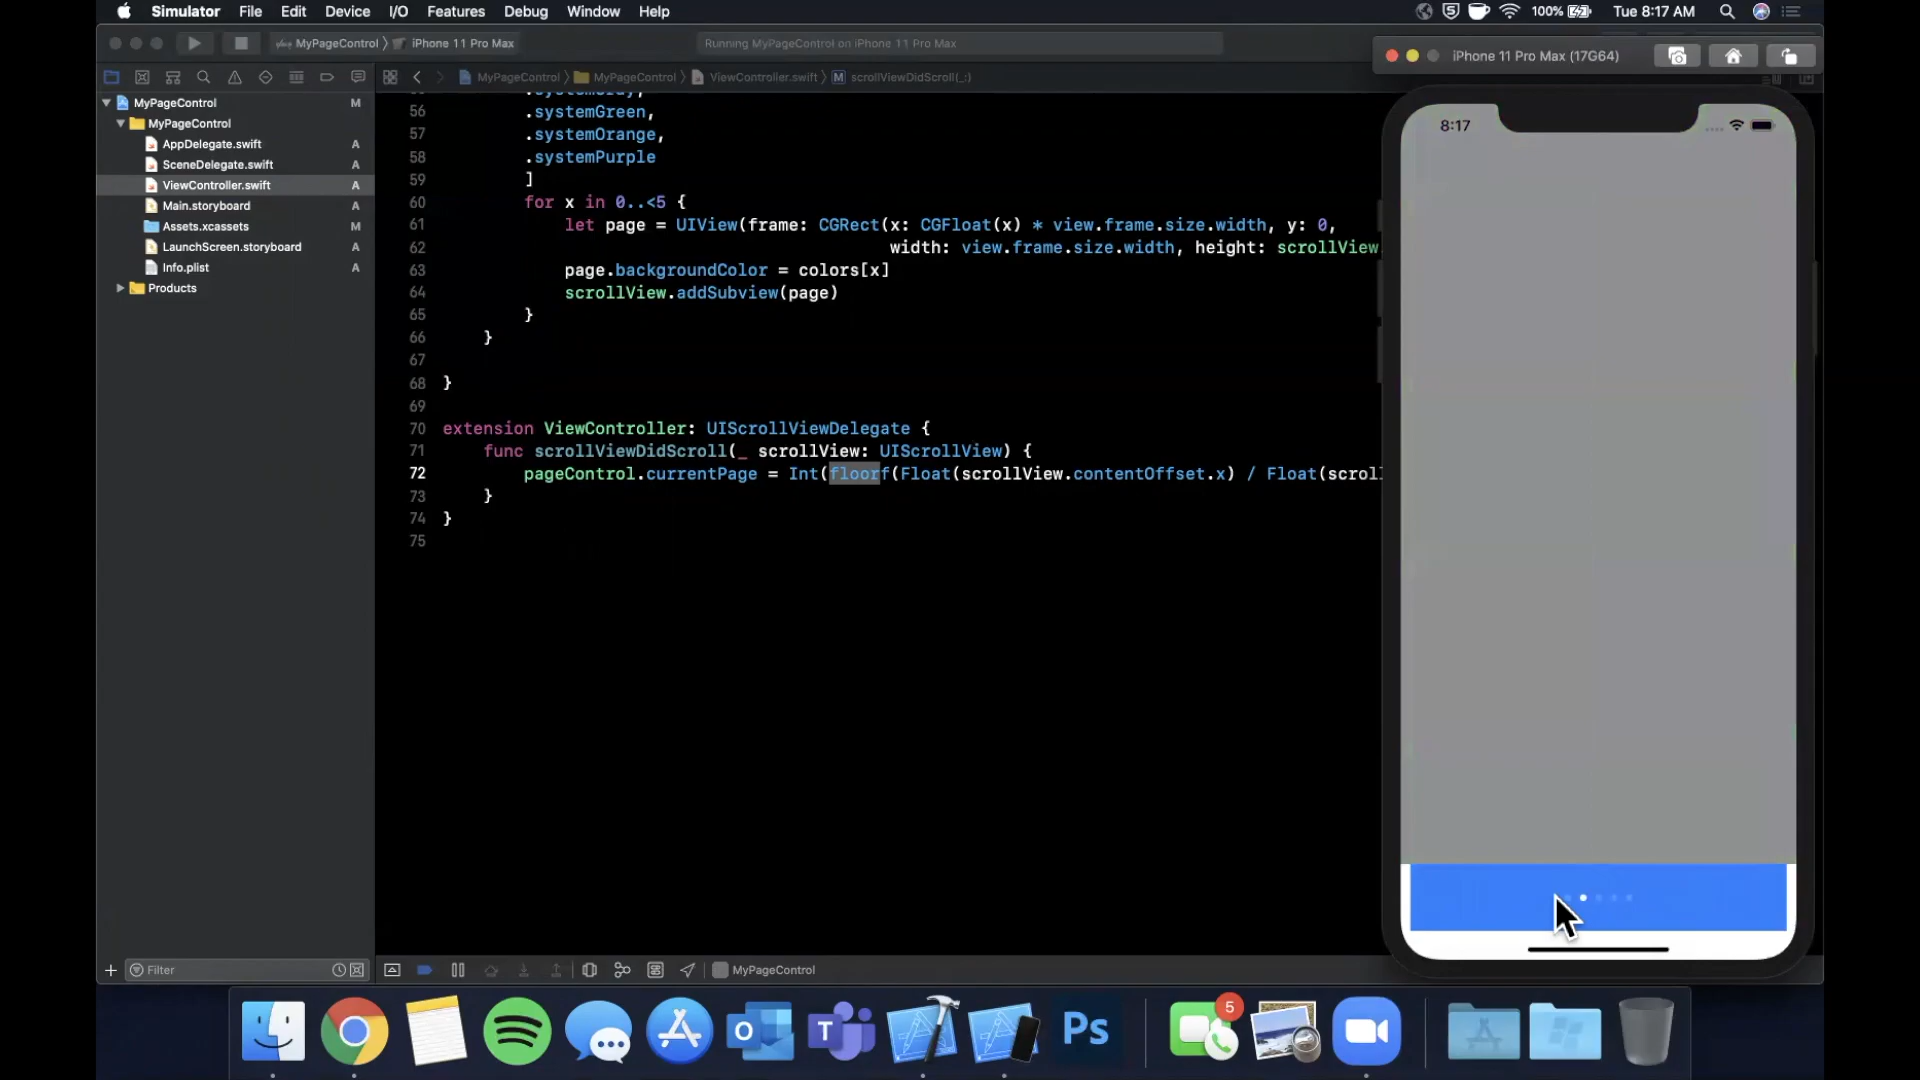 Simulator File Edit Device I/O Features Debug Window Help 100% Tue 8:17 AM
MyPageControl iPhone 11 Pro Max Running MyPageControl on iPhone 11 Pro Max
iPhone 11 Pro Max (17G64)
MyPageControl MyPageControl ViewController.swift M scrollViewDidScroll(_:)
MyPageControl M
MyPageControl
AppDelegate.swift A
SceneDelegate.swift A
ViewController.swift A
Main.storyboard A
Assets.xcassets M
LaunchScreen.storyboard A
Info.plist A
Products
56 .systemGreen,
57 .systemOrange,
58 .systemPurple
59 ]
60 for x in 0..<5 {
61 let page = UIView(frame: CGRect(x: CGFloat(x) * view.frame.size.width, y: 0,
62 width: view.frame.size.width, height: scrollView.
63 page.backgroundColor = colors[x]
64 scrollView.addSubview(page)
65 }
66 }
67
68 }
69
70 extension ViewController: UIScrollViewDelegate {
71 func scrollViewDidScroll(_ scrollView: UIScrollView) {
72 pageControl.currentPage = Int(floorf(Float(scrollView.contentOffset.x) / Float(scroll
73 }
74 }
75
8:17
Filter
MyPageControl
5
Ps